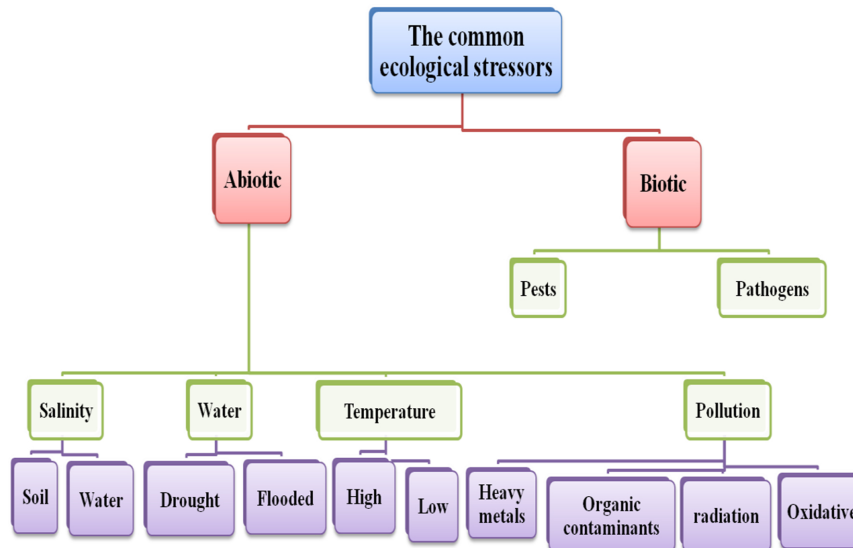 The common
ecological stressors
Abiotic
Biotic
Pests
Pathogens
Salinity
Water
Temperature
Pollution
Soil
Water
Drought
Flooded
High
Low
Heavy
metals
Organic
contaminants
radiation
Oxidative